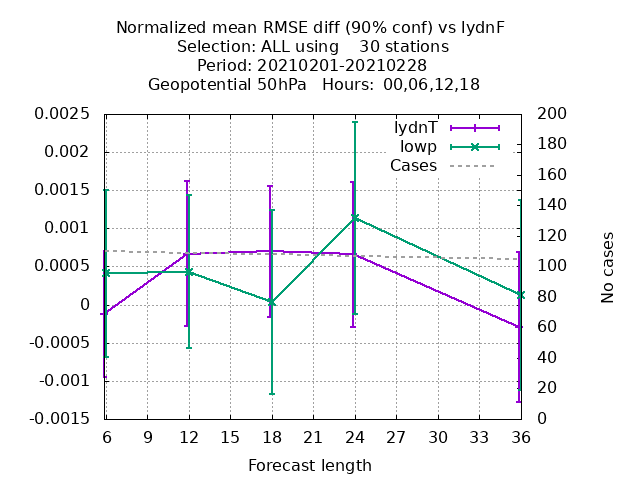 Normalized mean RMSE diff (90% conf) vs lydnF
Selection: ALL using    30 stations
Period: 20210201-20210228
Geopotential 50hPa   Hours: 00,06,12,18
0.0025
0.002
0.0015
0.001
0.0005
0
-0.0005
-0.001
-0.0015
lydnT
lowp
Cases
200
180
160
140
120
100
80
60
40
20
0
No cases
6 9 12 15 18 21 24 27 30 33 36
Forecast length